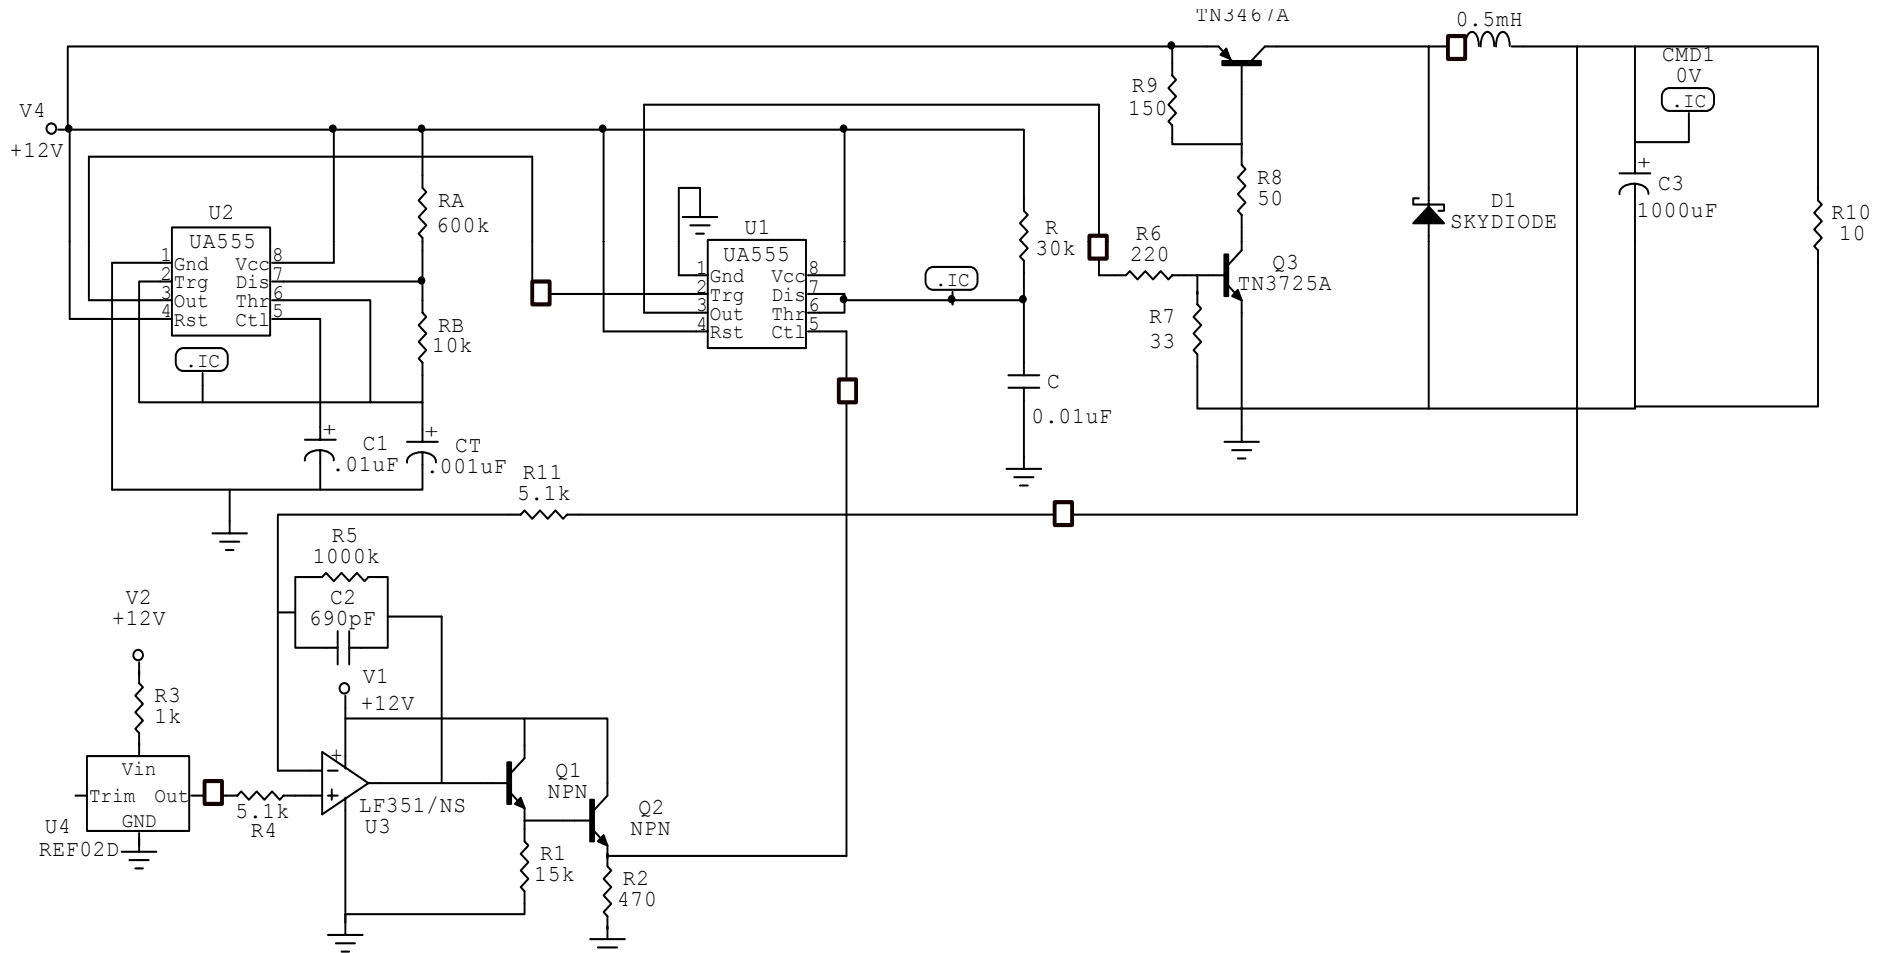 TN3467A
0.5mH
CMD1
0V
.IC
V4
+12V
R9
150
RA
600k
U2
UA555
1 Gnd Vcc 8
2 Trg Dis 7
3 Out Thr 6
4 Rst Ctl 5
.IC
RB
10k
+
C1
.01uF
+
CT
.001uF
U1
UA555
1 Gnd Vcc 8
2 Trg Dis 7
3 Out Thr 6
4 Rst Ctl 5
.IC
R
30k
C
0.01uF
R6
220
R7
33
R8
50
Q3
TN3725A
D1
SKYDIODE
+
C3
1000uF
R10
10
R11
5.1k
R5
1000k
C2
690pF
V2
+12V
V1
+12V
R3
1k
Vin
Trim Out
GND
U4
REF02D
5.1k
R4
+
−
+
LF351/NS
U3
Q1
NPN
Q2
NPN
R1
15k
R2
470